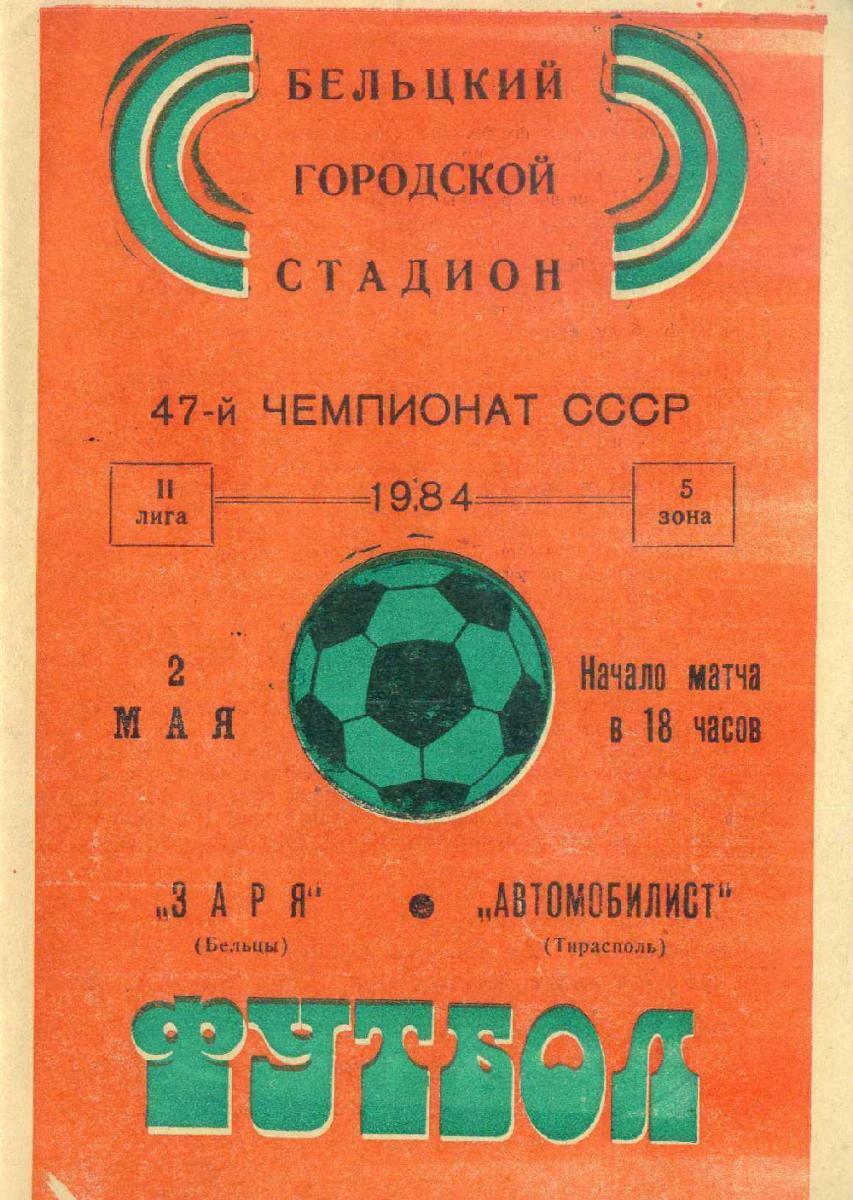 БЕЛЬЦКИЙ
ГОРОДСКОЙ
СТАДИОН
47-й ЧЕМПИОНАТ СССР
II
лига
1984
5
зона
2
МАЯ
Начало матча
в 18 часов
„ЗАРЯ“
(Бельцы)
„АВТОМОБИЛИСТ“
(Тирасполь)
ФУТБОЛ